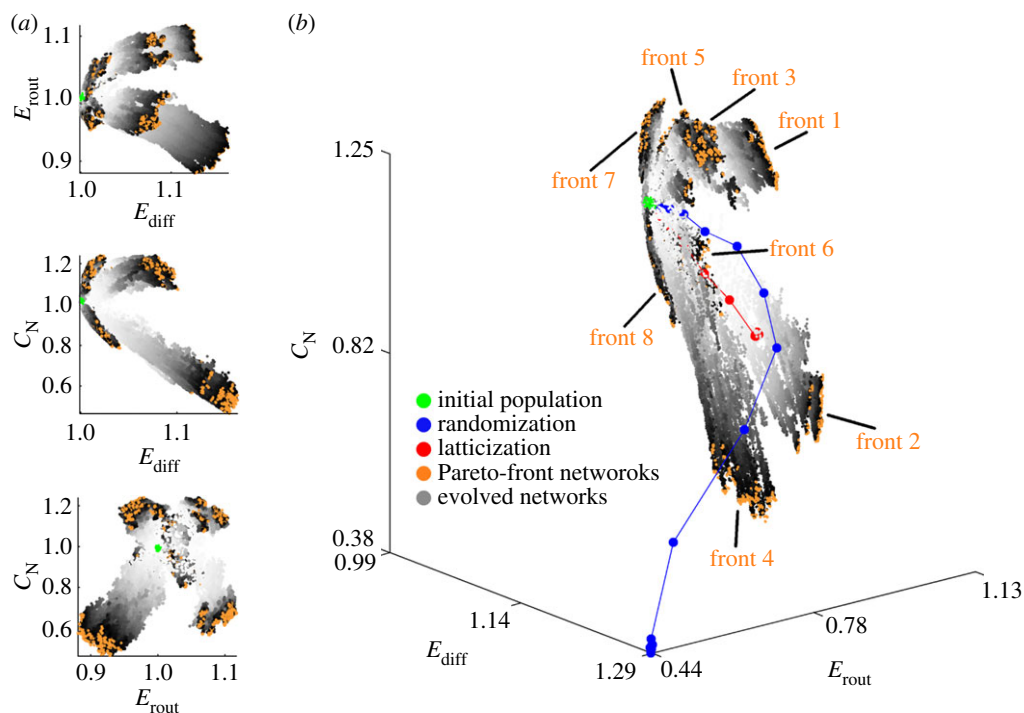 (a)
(b)
1.1
1.0
0.9
E_rout
1.0
1.1
E_diff
1.2
1.0
0.8
0.6
C_N
1.0
1.1
E_diff
1.2
1.0
0.8
0.6
C_N
0.9
1.0
1.1
E_rout
front 5
front 3
front 1
front 7
front 6
front 8
front 2
front 4
1.25
0.82
0.38
C_N
initial population
randomization
latticization
Pareto-front networoks
evolved networks
0.99
1.14
1.29
E_diff
0.44
0.78
1.13
E_rout